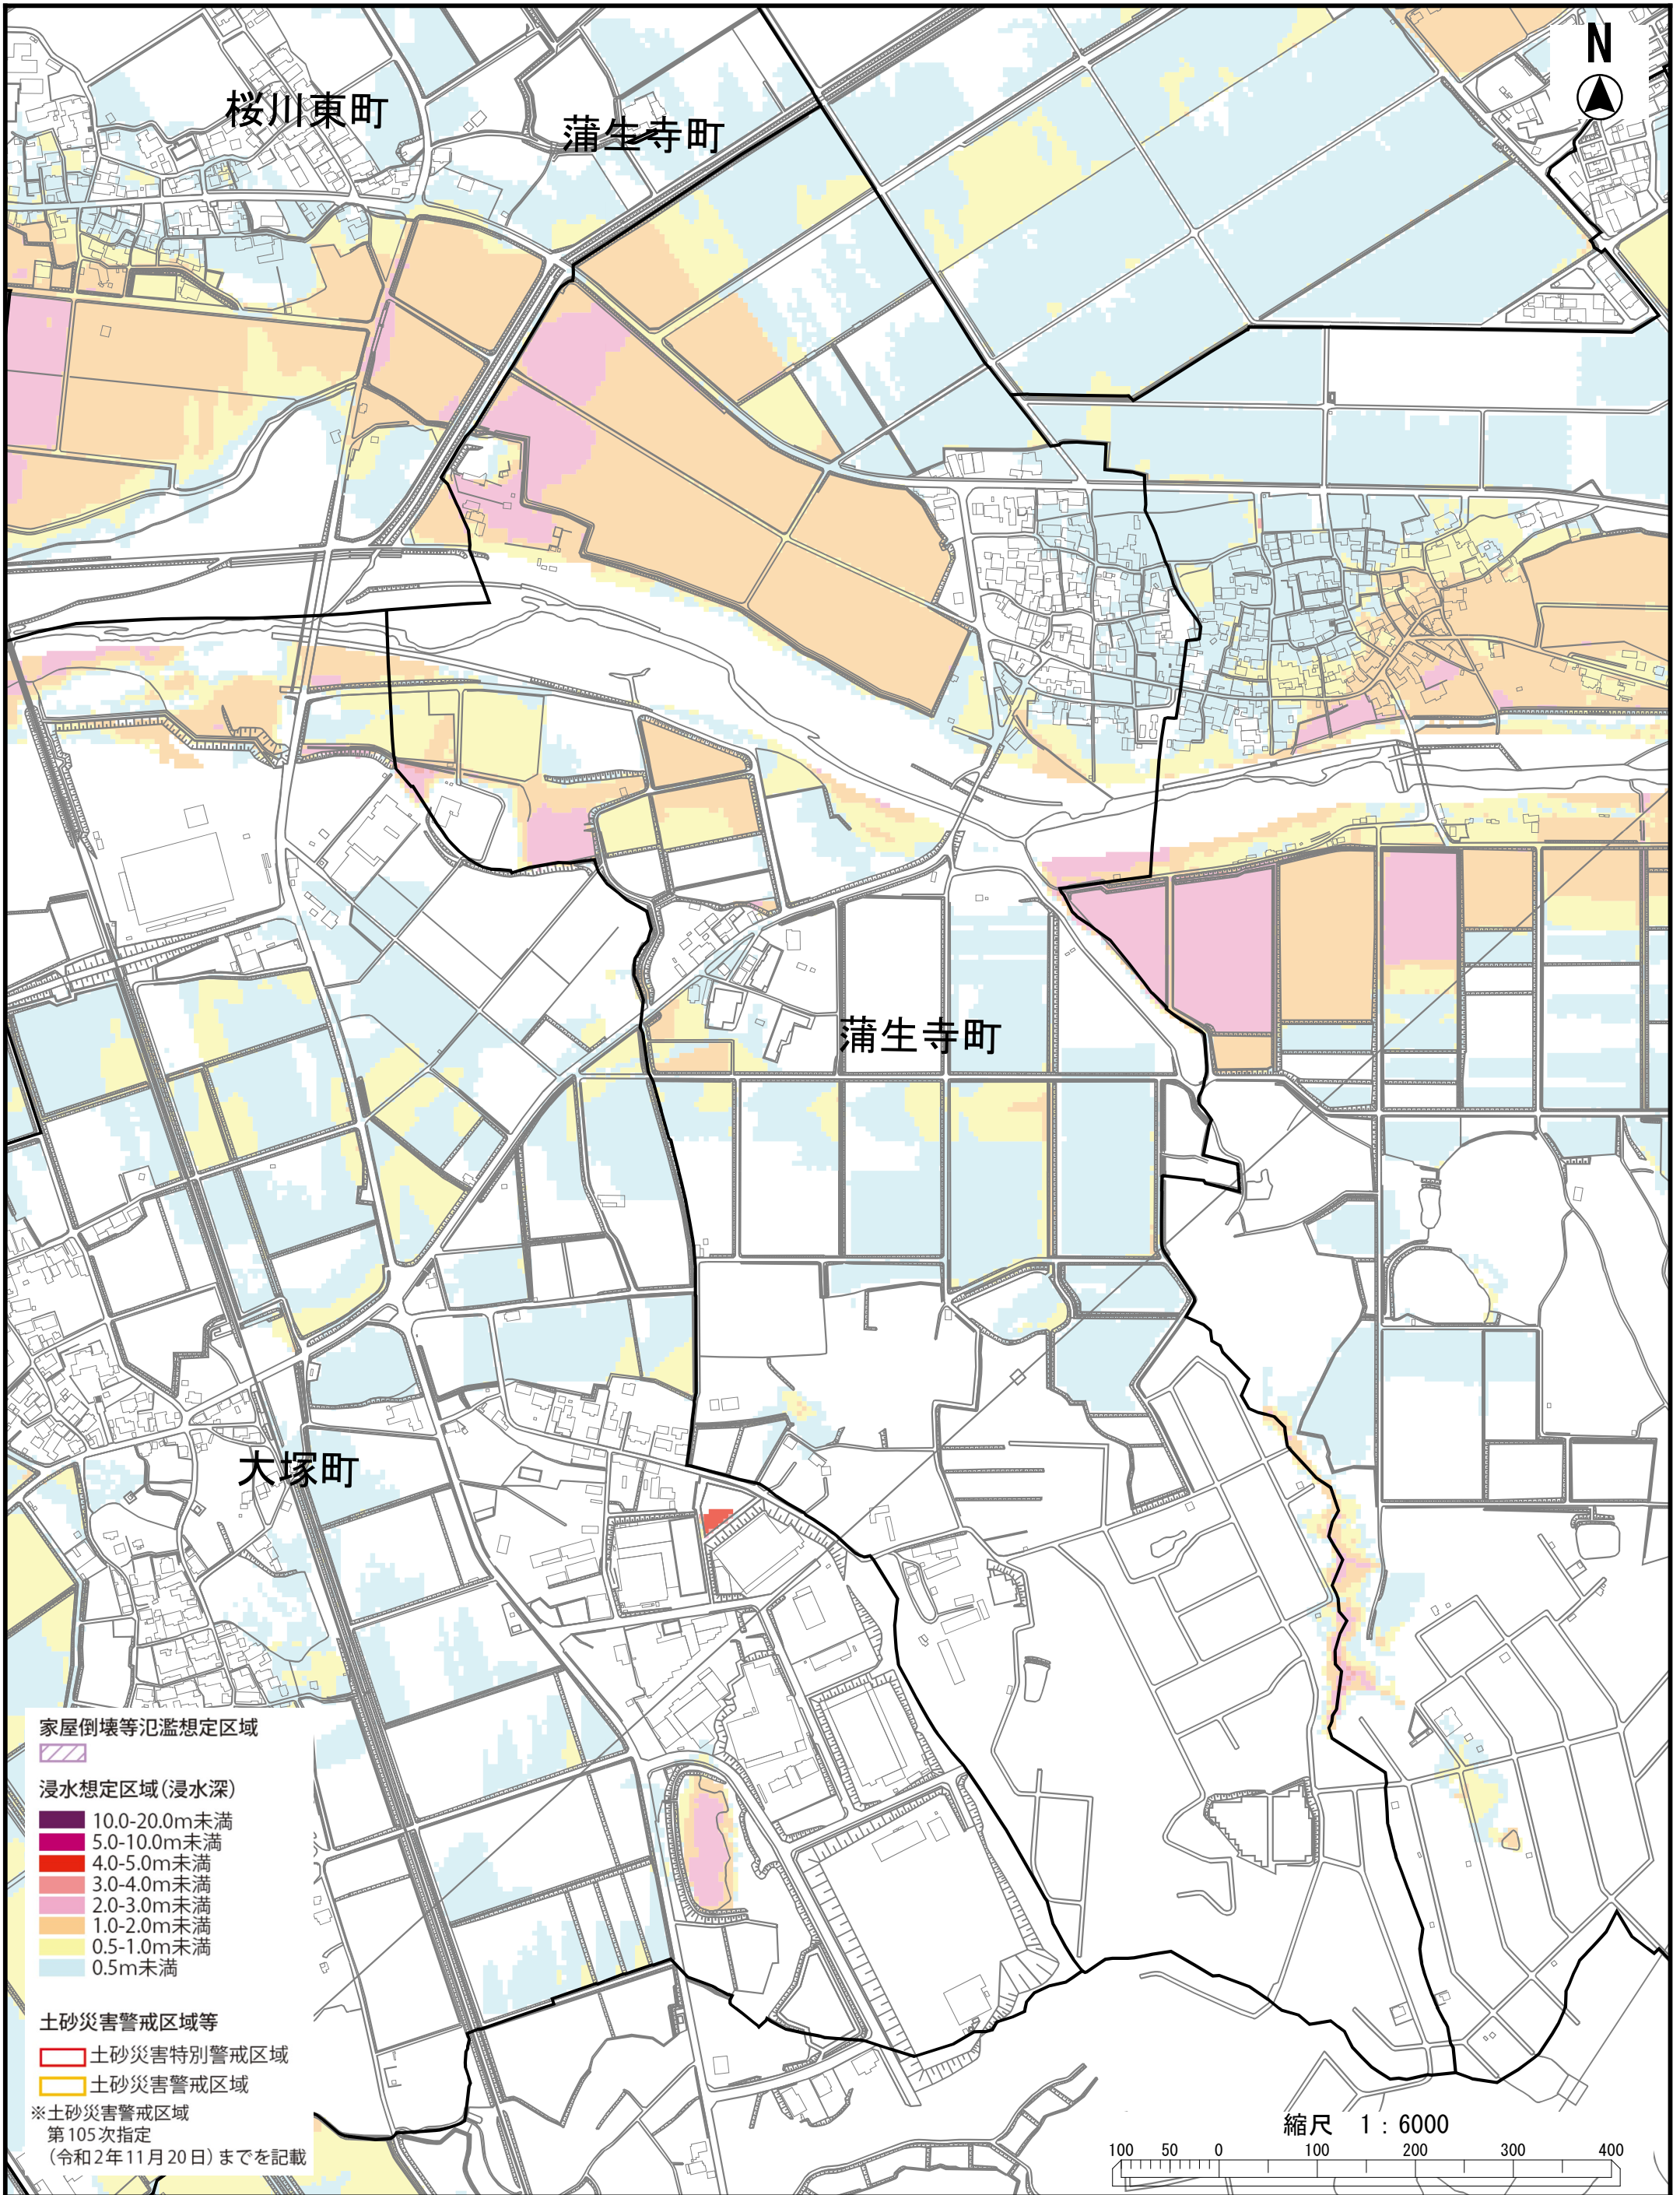 N
桜川東町
蒲生寺町
蒲生寺町
大塚町
家屋倒壊等氾濫想定区域
浸水想定区域(浸水深)
10.0-20.0m未満
5.0-10.0m未満
4.0-5.0m未満
3.0-4.0m未満
2.0-3.0m未満
1.0-2.0m未満
0.5-1.0m未満
0.5m未満
土砂災害警戒区域等
土砂災害特別警戒区域
土砂災害警戒区域
※土砂災害警戒区域
第105次指定
(令和2年11月20日)までを記載
縮尺 1:6000
100 50 0 100 200 300 400